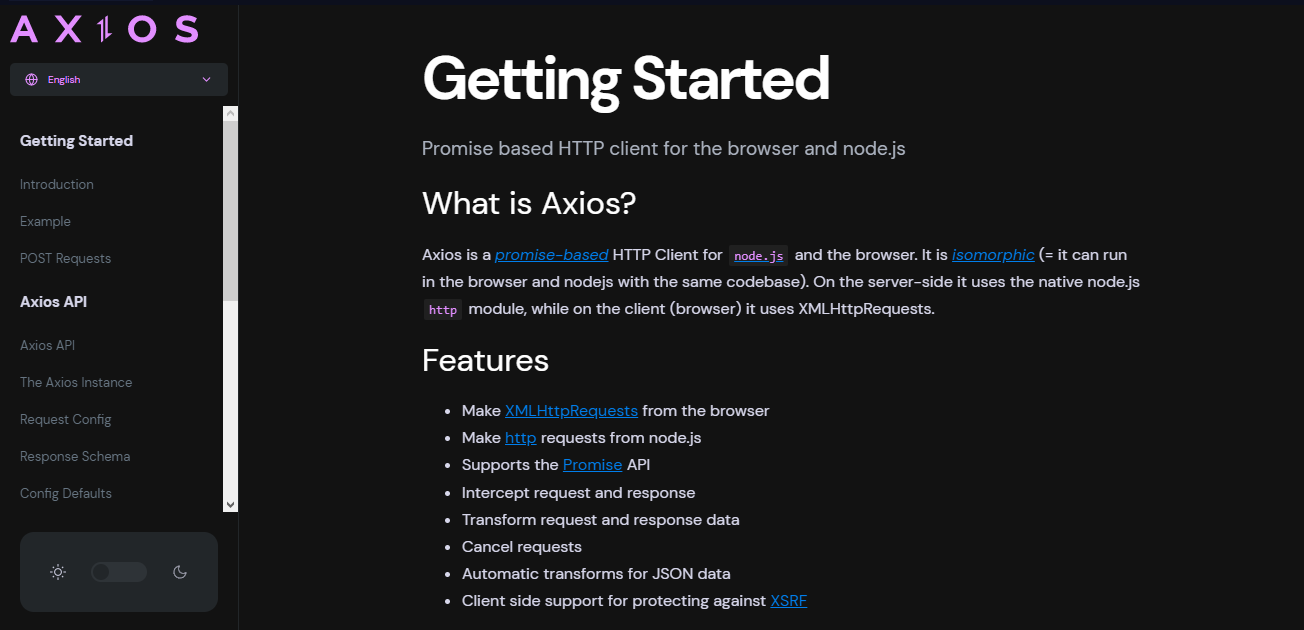 AXIOS
English
Getting Started
Introduction
Example
POST Requests
Axios API
Axios API
The Axios Instance
Request Config
Response Schema
Config Defaults
Getting Started
Promise based HTTP client for the browser and node.js
What is Axios?
Axios is a promise-based HTTP Client for node.js and the browser. It is isomorphic (= it can run
in the browser and nodejs with the same codebase). On the server-side it uses the native node.js
http module, while on the client (browser) it uses XMLHttpRequests.
Features
Make XMLHttpRequests from the browser
Make http requests from node.js
Supports the Promise API
Intercept request and response
Transform request and response data
Cancel requests
Automatic transforms for JSON data
Client side support for protecting against XSRF